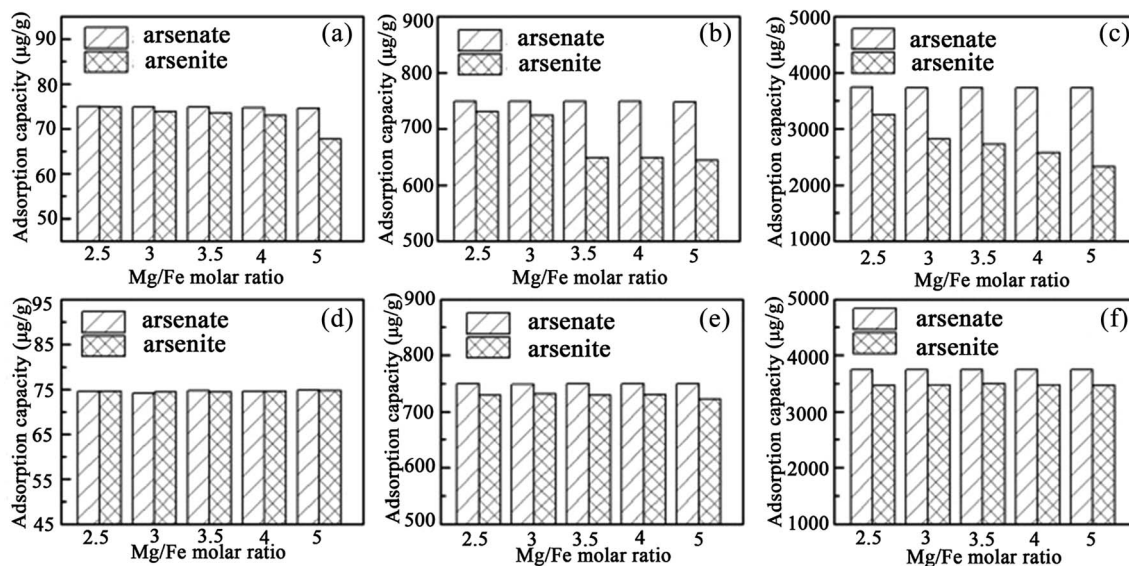 Adsorption capacity (μg/g)
95
85
75
65
55
arsenate
arsenite
(a)
2.5 3 3.5 4 5
Mg/Fe molar ratio
Adsorption capacity (μg/g)
900
800
700
600
500
arsenate
arsenite
(b)
2.5 3 3.5 4 5
Mg/Fe molar ratio
Adsorption capacity (μg/g)
5000
4000
3000
2000
1000
arsenate
arsenite
(c)
2.5 3 3.5 4 5
Mg/Fe molar ratio
Adsorption capacity (μg/g)
95
85
75
65
55
45
arsenate
arsenite
(d)
2.5 3 3.5 4 5
Mg/Fe molar ratio
Adsorption capacity (μg/g)
900
800
700
600
500
arsenate
arsenite
(e)
2.5 3 3.5 4 5
Mg/Fe molar ratio
Adsorption capacity (μg/g)
5000
4000
3000
2000
1000
arsenate
arsenite
(f)
2.5 3 3.5 4 5
Mg/Fe molar ratio